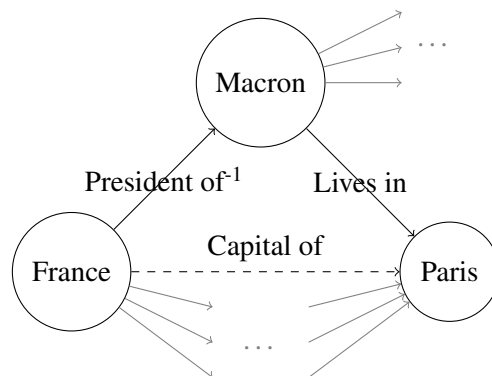 Macron
...
President of-1
Lives in
Capital of
France
Paris
...